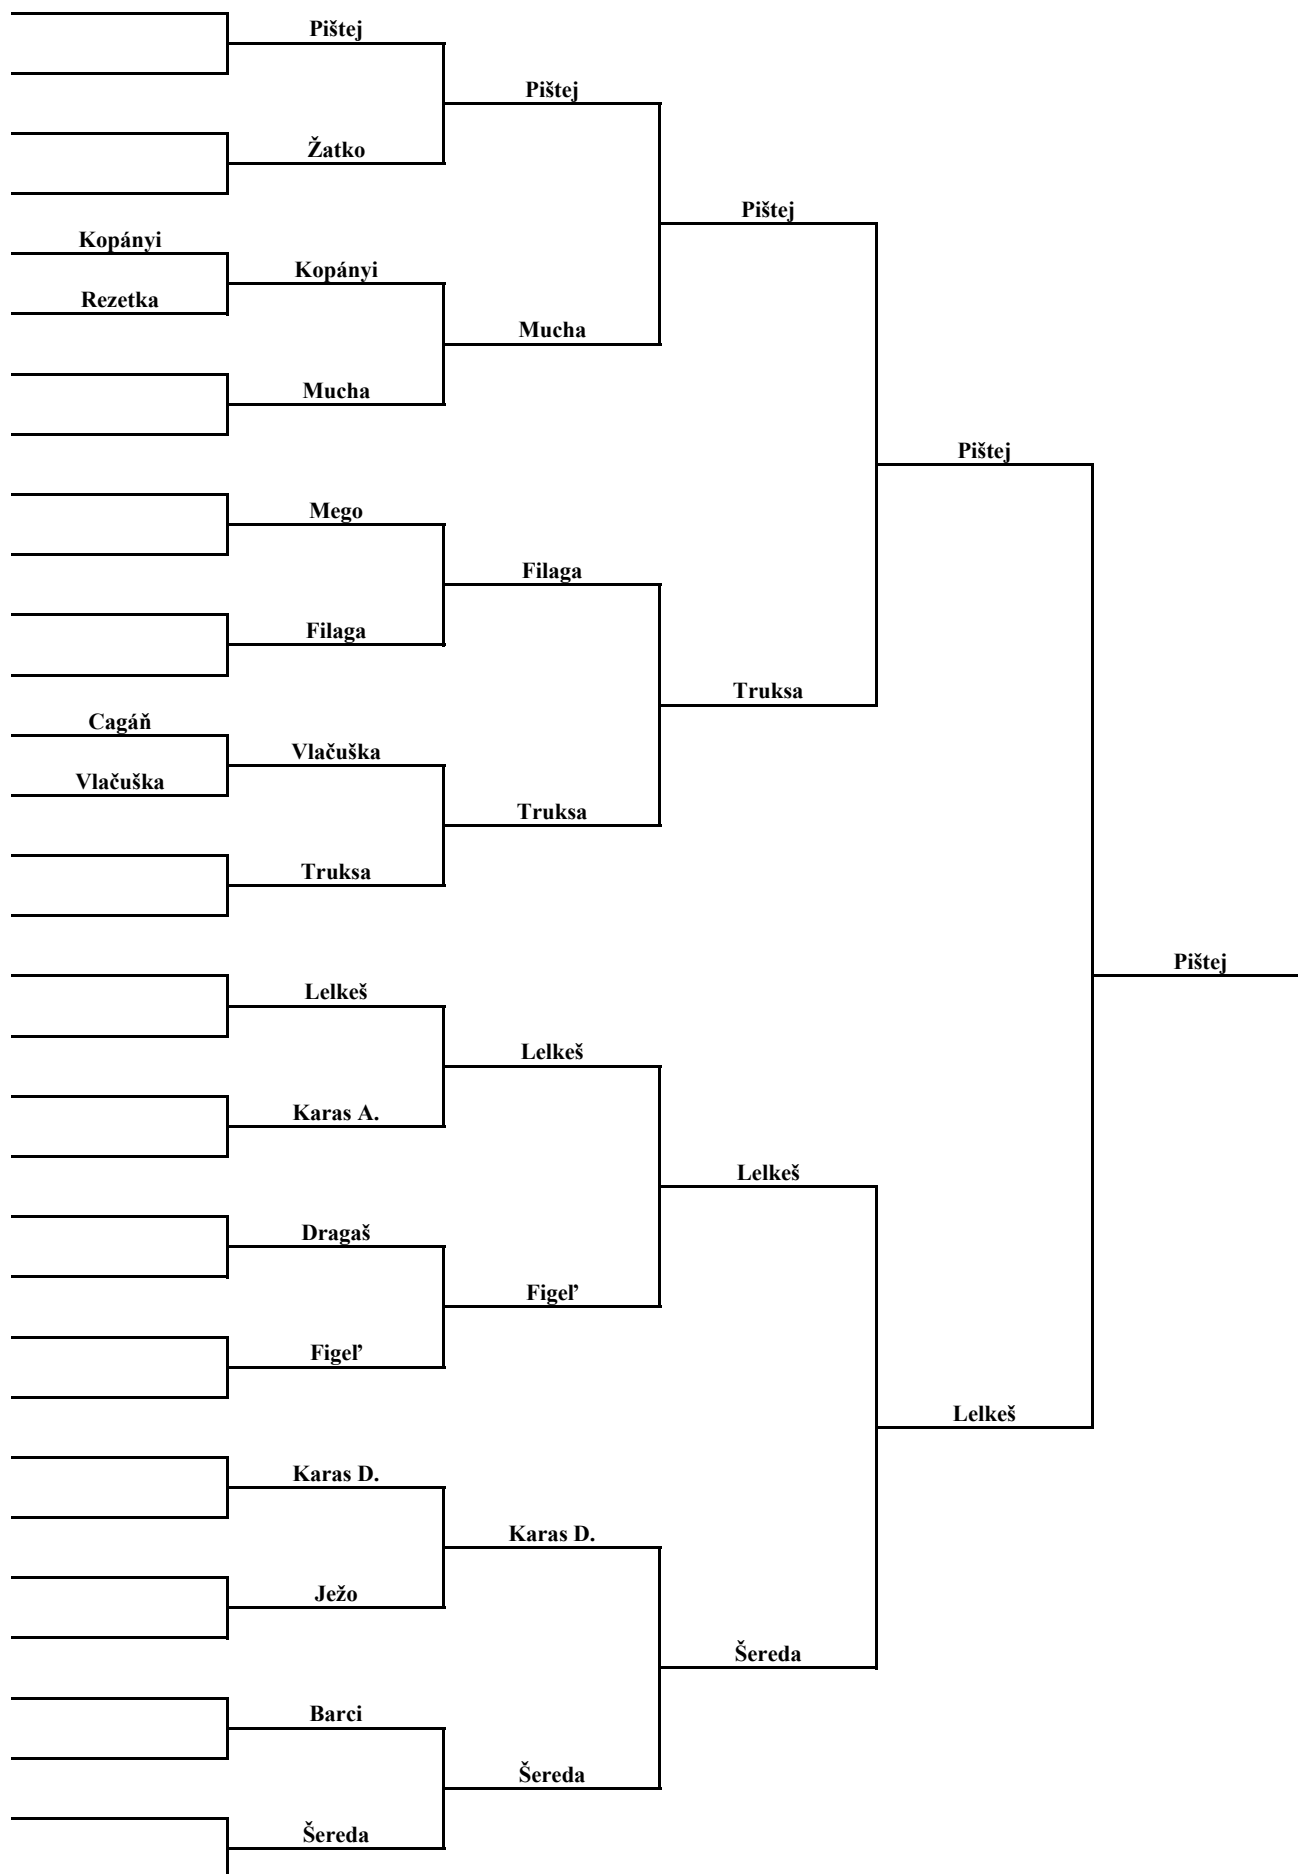 Pištej
Pištej
Žatko
Pištej
Kopányi
Kopányi
Rezetka
Mucha
Mucha
Pištej
Mego
Filaga
Filaga
Truksa
Cagáň
Vlačuška
Vlačuška
Truksa
Truksa
Pištej
Lelkeš
Lelkeš
Karas A.
Lelkeš
Dragaš
Figeľ
Figeľ
Lelkeš
Karas D.
Karas D.
Ježo
Šereda
Barci
Šereda
Šereda